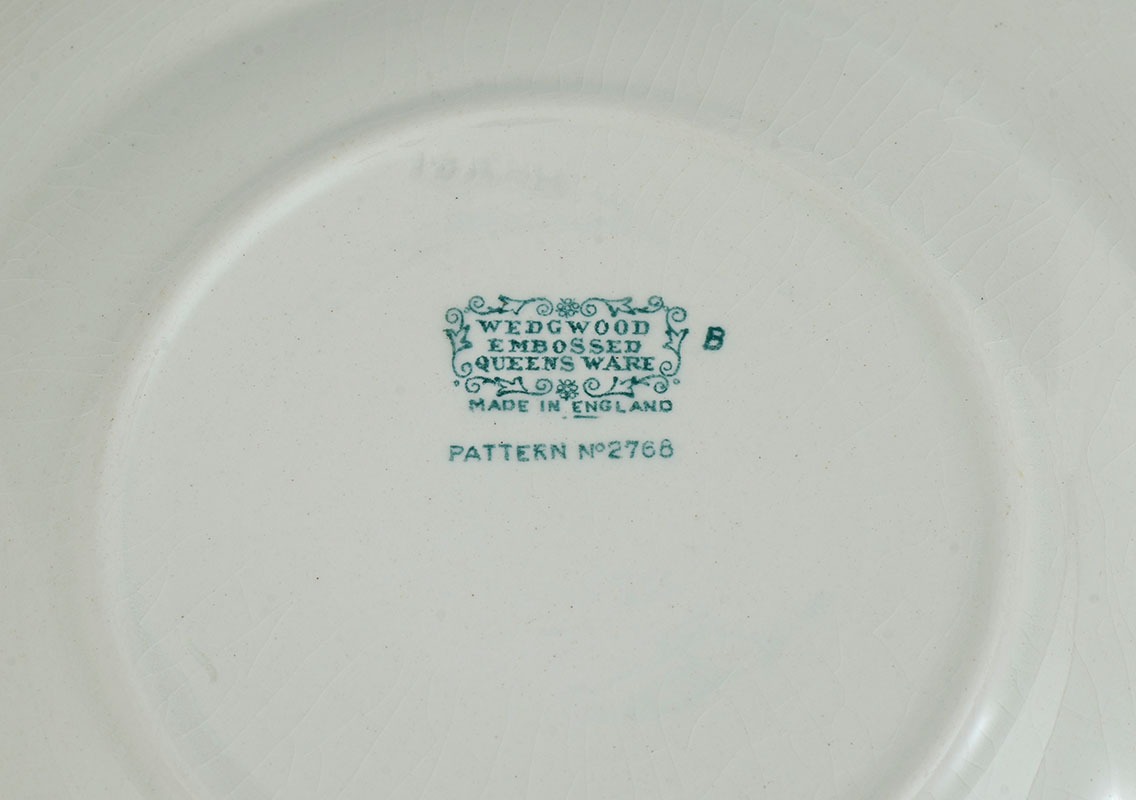 WEDGWOOD
EMBOSSED
QUEENS WARE
B
MADE IN ENGLAND
PATTERN Nº2768